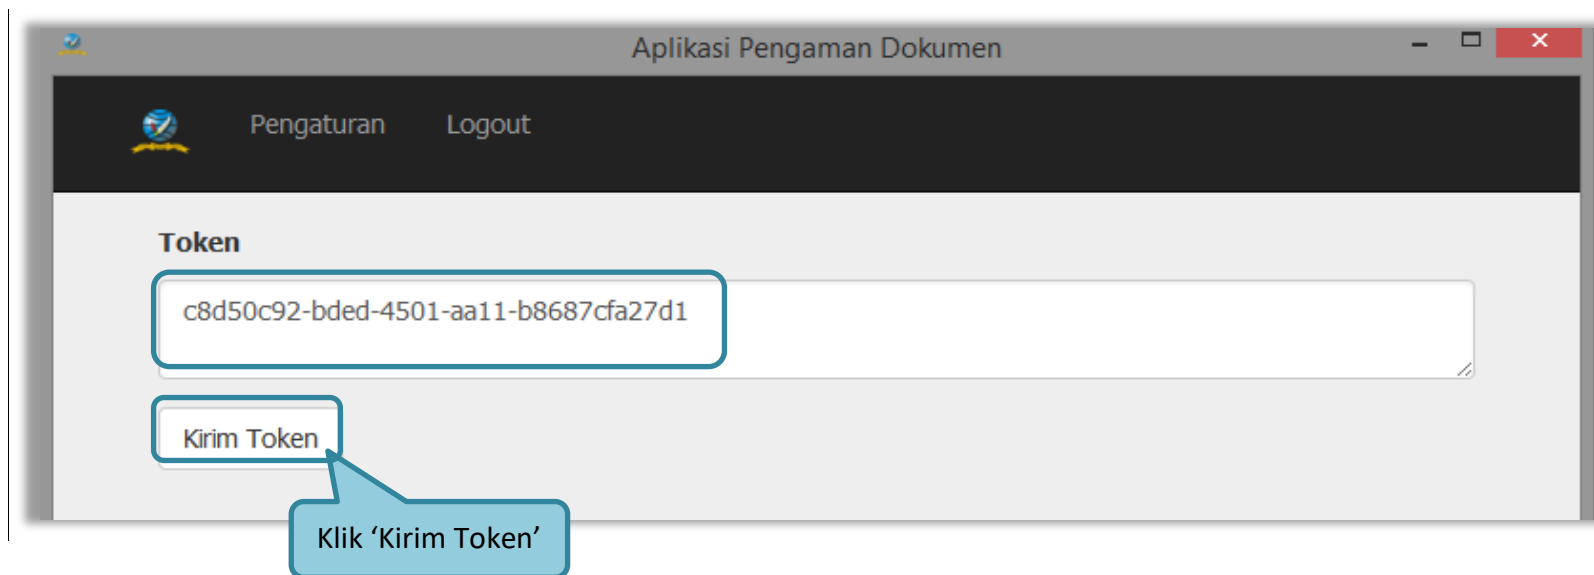 Aplikasi Pengaman Dokumen
Pengaturan Logout
Token
c8d50c92-bded-4501-aa11-b8687cfa27d1
Kirim Token
Klik ‘Kirim Token’